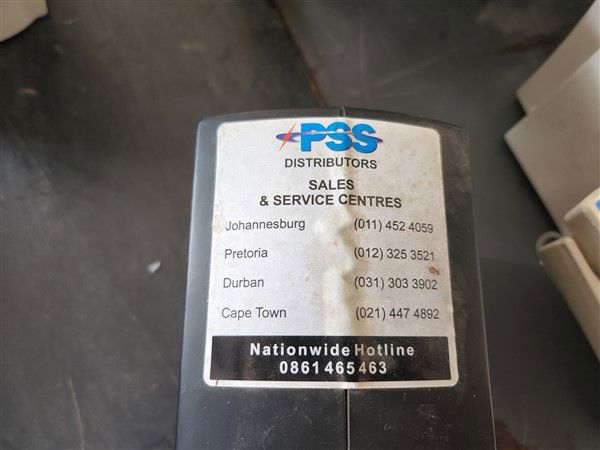 PSS
DISTRIBUTORS
SALES
& SERVICE CENTRES
Johannesburg (011) 452 4059
Pretoria (012) 325 3521
Durban (031) 303 3902
Cape Town (021) 447 4892
Nationwide Hotline
0861 465 463